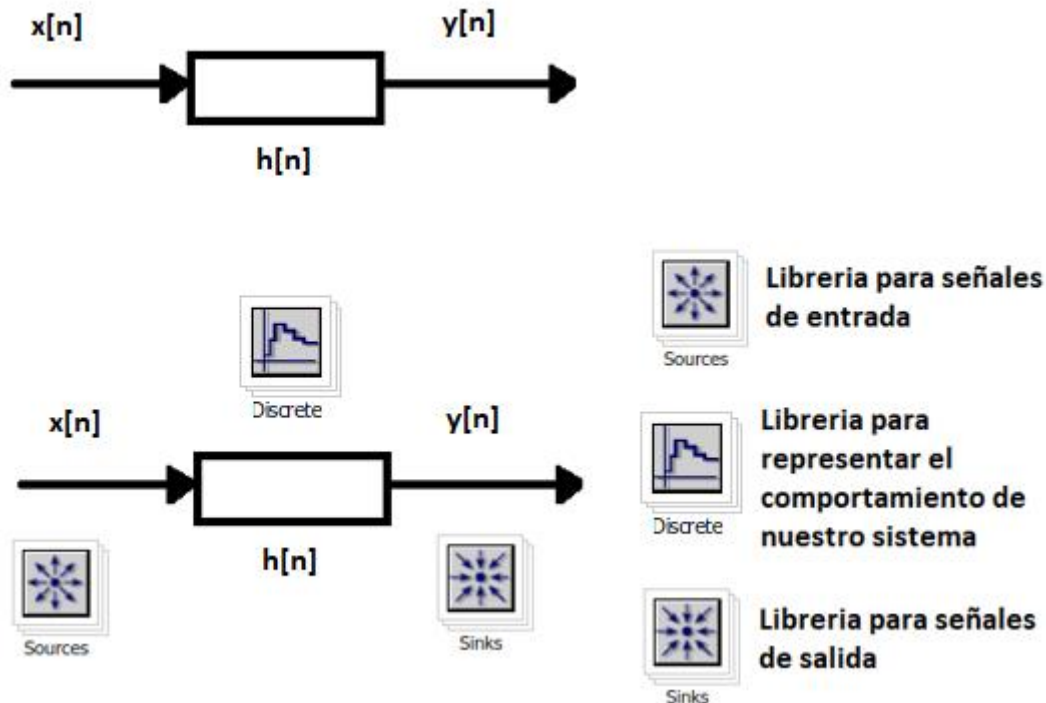 x[n]
y[n]
h[n]
Discrete
x[n]
y[n]
h[n]
Sources
Sinks
Sources
Libreria para señales
de entrada
Discrete
Libreria para
representar el
comportamiento de
nuestro sistema
Sinks
Libreria para señales
de salida